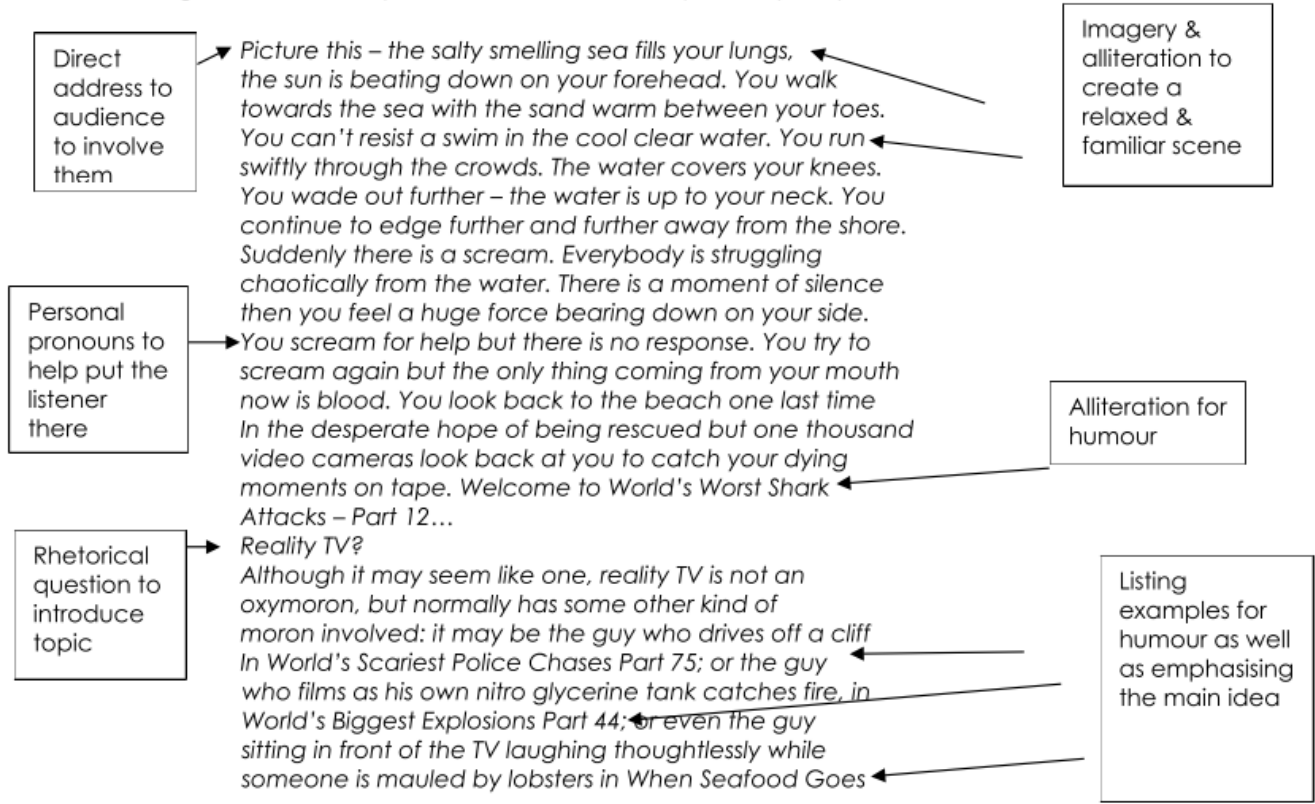 Direct
address to
audience
to involve
them
Imagery &
alliteration to
create a
relaxed &
familiar scene
Picture this – the salty smelling sea fills your lungs,
the sun is beating down on your forehead. You walk
towards the sea with the sand warm between your toes.
You can't resist a swim in the cool clear water. You run
swiftly through the crowds. The water covers your knees.
You wade out further – the water is up to your neck. You
continue to edge further and further away from the shore.
Suddenly there is a scream. Everybody is struggling
chaotically from the water. There is a moment of silence
then you feel a huge force bearing down on your side.
You scream for help but there is no response. You try to
scream again but the only thing coming from your mouth
now is blood. You look back to the beach one last time
In the desperate hope of being rescued but one thousand
video cameras look back at you to catch your dying
moments on tape. Welcome to World's Worst Shark
Attacks – Part 12…
Reality TV?
Although it may seem like one, reality TV is not an
oxymoron, but normally has some other kind of
moron involved: it may be the guy who drives off a cliff
In World's Scariest Police Chases Part 75; or the guy
who films as his own nitro glycerine tank catches fire, in
World's Biggest Explosions Part 44; or even the guy
sitting in front of the TV laughing thoughtlessly while
someone is mauled by lobsters in When Seafood Goes
Personal
pronouns to
help put the
listener
there
Alliteration for
humour
Rhetorical
question to
introduce
topic
Listing
examples for
humour as well
as emphasising
the main idea